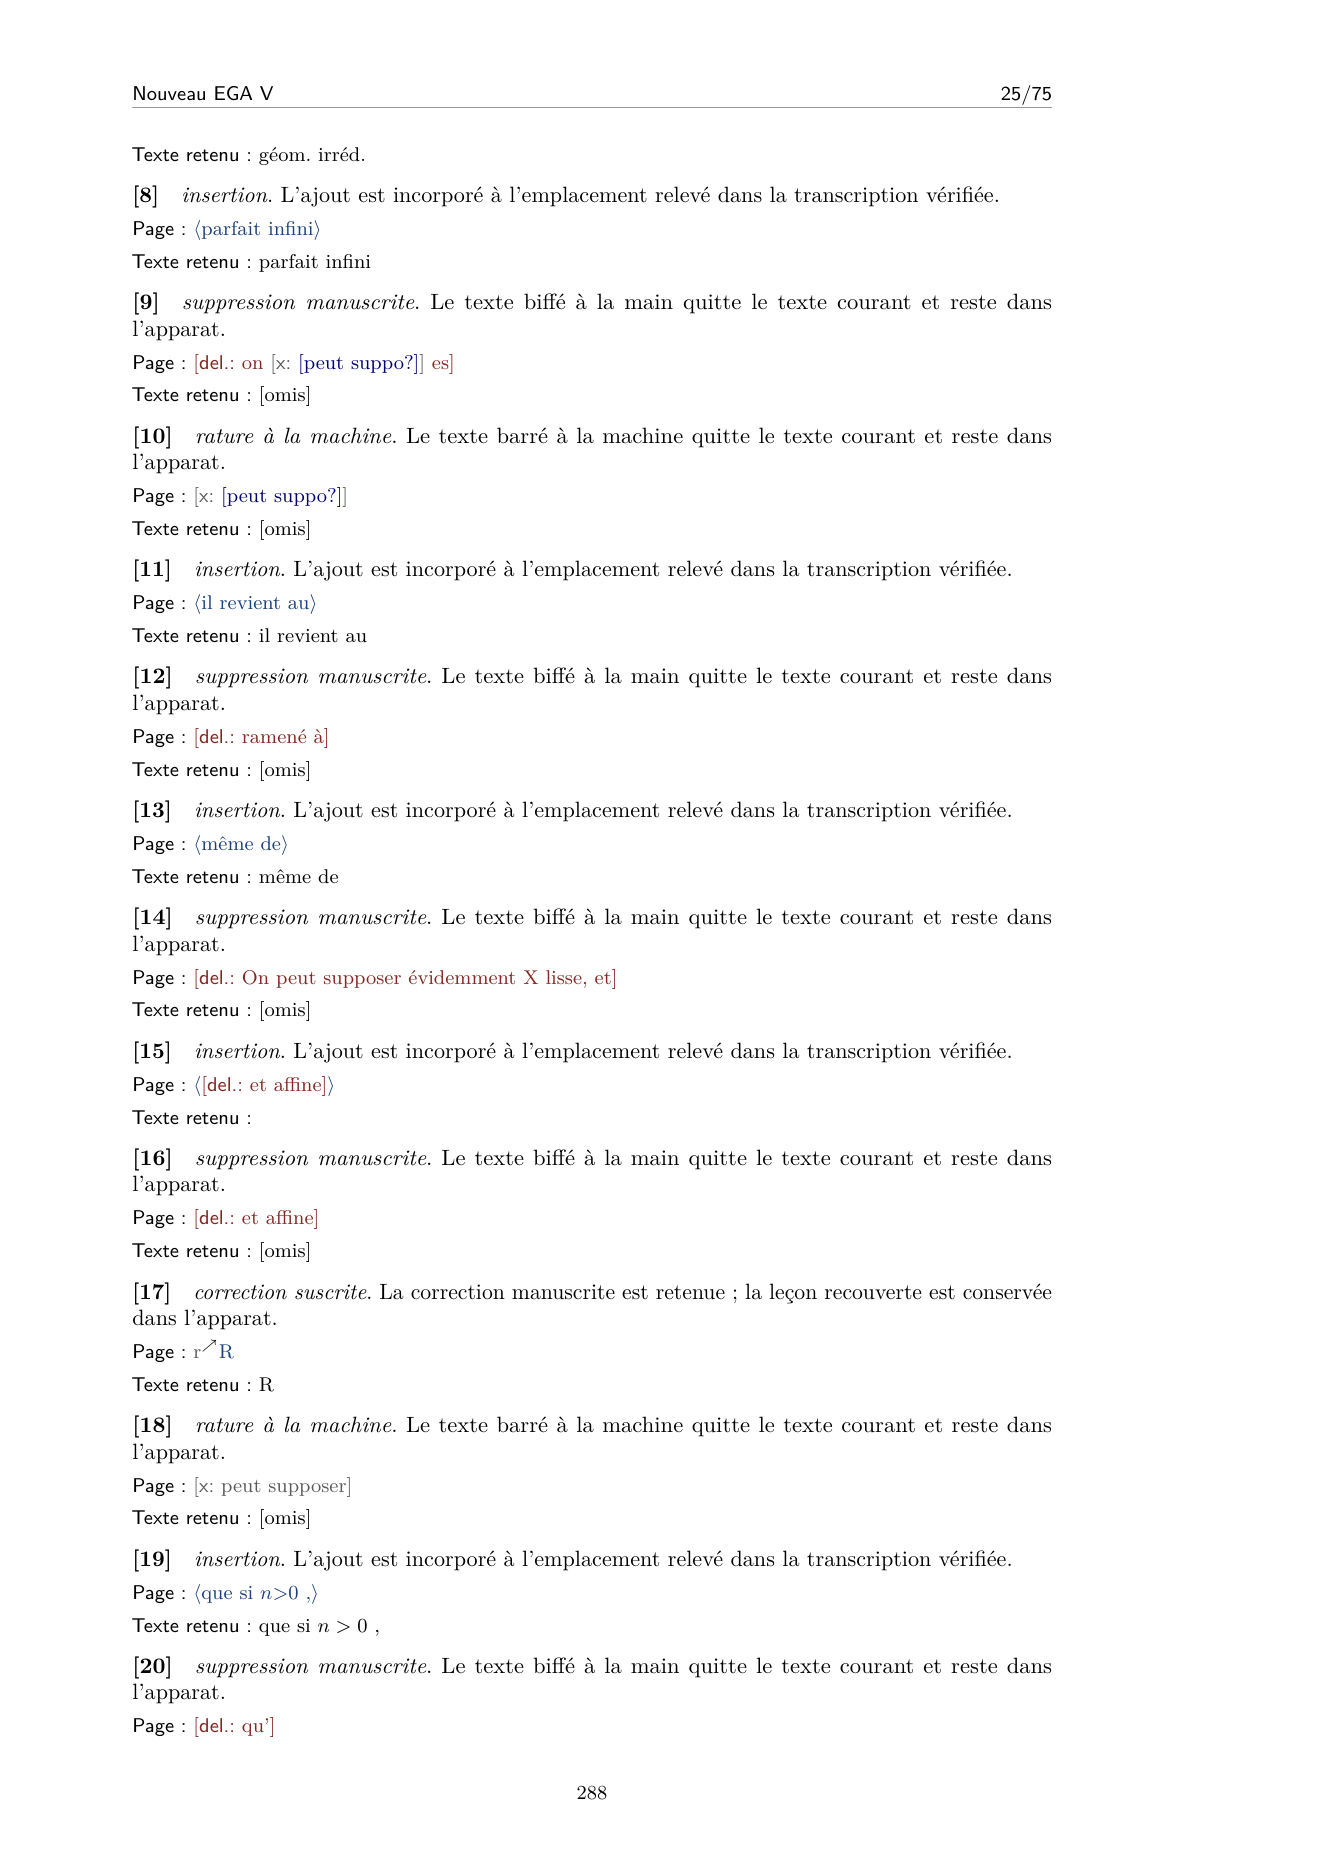 Nouveau EGA V 25/75
Texte retenu : géom. irréd.
[8] insertion. L'ajout est incorporé à l'emplacement relevé dans la transcription vérifiée.
Page : ⟨parfait infini⟩
Texte retenu : parfait infini
[9] suppression manuscrite. Le texte biffé à la main quitte le texte courant et reste dans
l'apparat.
Page : [del.: on [x: [peut suppo?]] es]
Texte retenu : [omis]
[10] rature à la machine. Le texte barré à la machine quitte le texte courant et reste dans
l'apparat.
Page : [x: [peut suppo?]]
Texte retenu : [omis]
[11] insertion. L'ajout est incorporé à l'emplacement relevé dans la transcription vérifiée.
Page : ⟨il revient au⟩
Texte retenu : il revient au
[12] suppression manuscrite. Le texte biffé à la main quitte le texte courant et reste dans
l'apparat.
Page : [del.: ramené à]
Texte retenu : [omis]
[13] insertion. L'ajout est incorporé à l'emplacement relevé dans la transcription vérifiée.
Page : ⟨même de⟩
Texte retenu : même de
[14] suppression manuscrite. Le texte biffé à la main quitte le texte courant et reste dans
l'apparat.
Page : [del.: On peut supposer évidemment X lisse, et]
Texte retenu : [omis]
[15] insertion. L'ajout est incorporé à l'emplacement relevé dans la transcription vérifiée.
Page : ⟨[del.: et affine]⟩
Texte retenu :
[16] suppression manuscrite. Le texte biffé à la main quitte le texte courant et reste dans
l'apparat.
Page : [del.: et affine]
Texte retenu : [omis]
[17] correction suscrite. La correction manuscrite est retenue ; la leçon recouverte est conservée
dans l'apparat.
Page : r↗R
Texte retenu : R
[18] rature à la machine. Le texte barré à la machine quitte le texte courant et reste dans
l'apparat.
Page : [x: peut supposer]
Texte retenu : [omis]
[19] insertion. L'ajout est incorporé à l'emplacement relevé dans la transcription vérifiée.
Page : ⟨que si n>0 ,⟩
Texte retenu : que si n > 0 ,
[20] suppression manuscrite. Le texte biffé à la main quitte le texte courant et reste dans
l'apparat.
Page : [del.: qu']
288